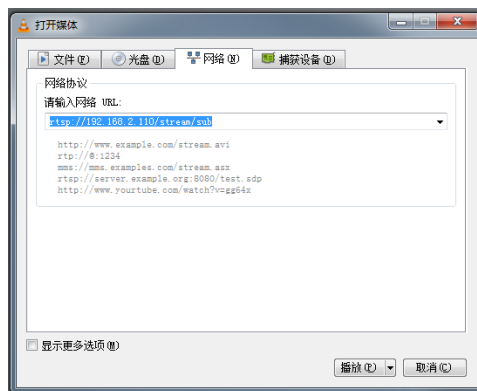 打开媒体
文件(F)
光盘(D)
网络(N)
捕获设备(D)
网络协议
请输入网络 URL:
rtsp://192.168.2.110/stream/sub
http://www.example.com/stream.avi
rtp://@:1234
mms://mms.examples.com/stream.asx
rtsp://server.example.org:8080/test.sdp
http://www.yourtube.com/watch?v=gg64x
显示更多选项(M)
播放(P)
取消(C)